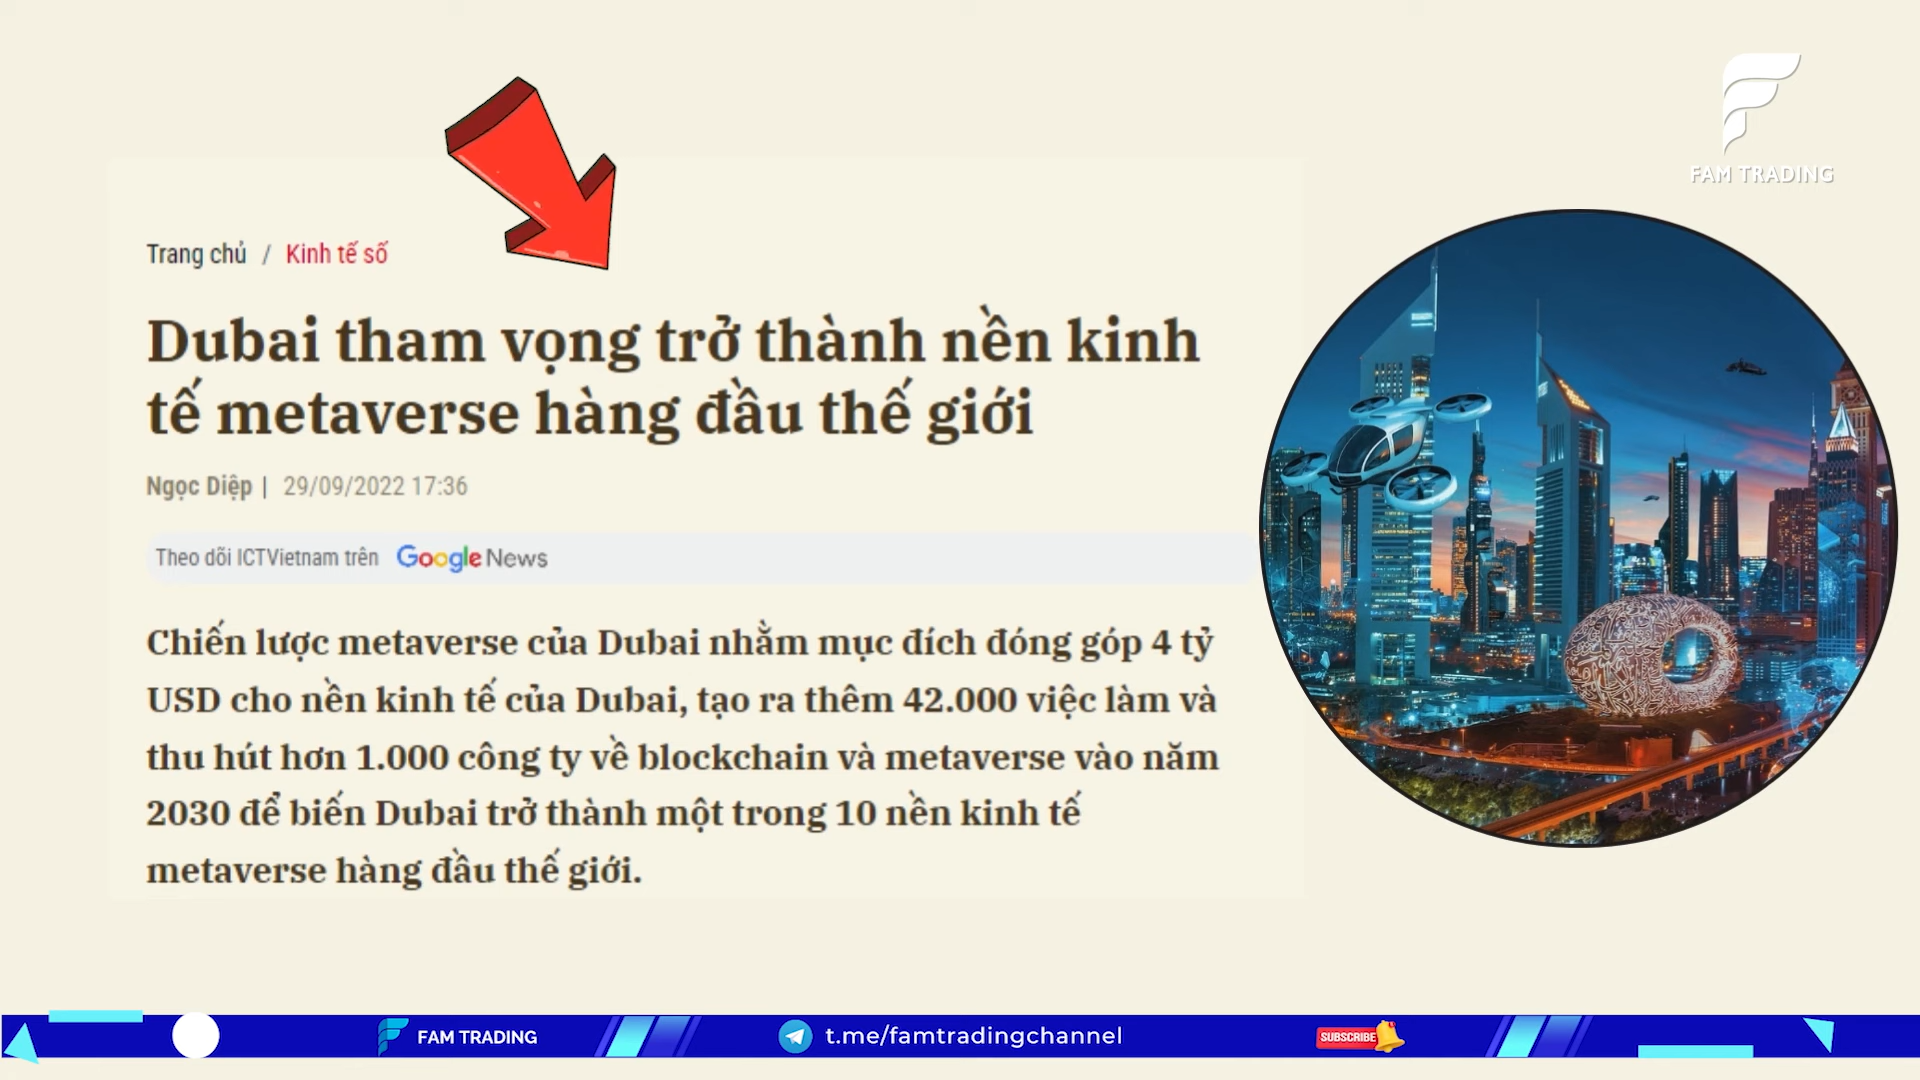 FAM TRADING
Trang chủ / Kinh tế số
Dubai tham vọng trở thành nền kinh
tế metaverse hàng đầu thế giới
Ngọc Diệp | 29/09/2022 17:36
Theo dõi ICTVietnam trên Google News
Chiến lược metaverse của Dubai nhằm mục đích đóng góp 4 tỷ
USD cho nền kinh tế của Dubai, tạo ra thêm 42.000 việc làm và
thu hút hơn 1.000 công ty về blockchain và metaverse vào năm
2030 để biến Dubai trở thành một trong 10 nền kinh tế
metaverse hàng đầu thế giới.
FAM TRADING
t.me/famtradingchannel
SUBSCRIBE